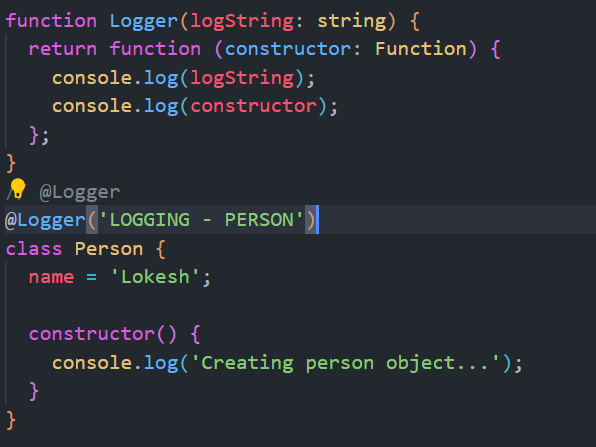 function Logger(logString: string) {
  return function (constructor: Function) {
    console.log(logString);
    console.log(constructor);
  };
}
/ @Logger
@Logger('LOGGING - PERSON')
class Person {
  name = 'Lokesh';
  constructor() {
    console.log('Creating person object...');
  }
}